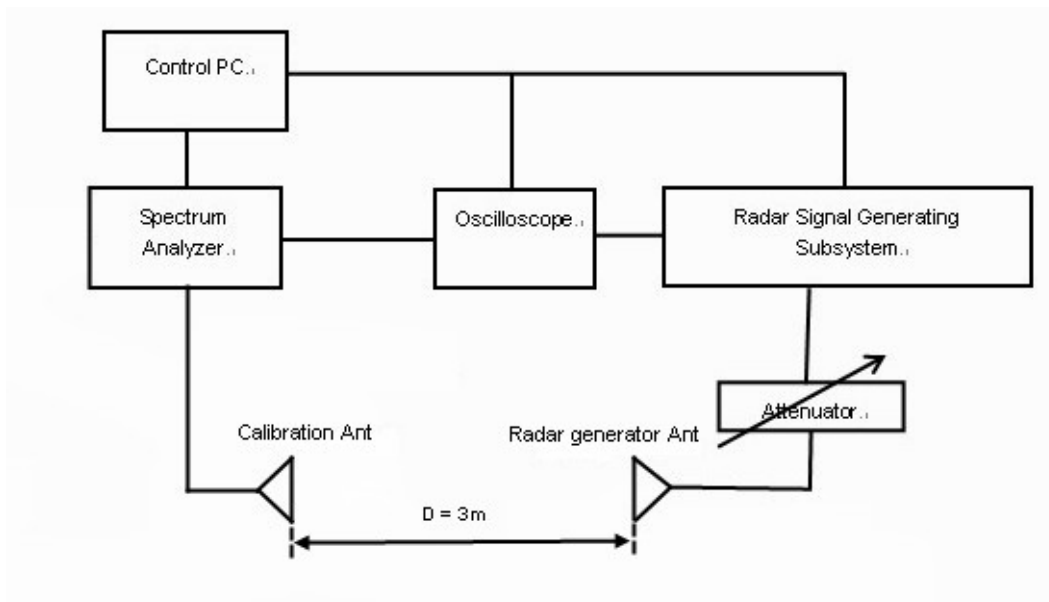 Control PC
Spectrum
Analyzer
Oscilloscope
Radar Signal Generating
Subsystem
Attenuator
Calibration Ant
Radar generator Ant
D = 3m